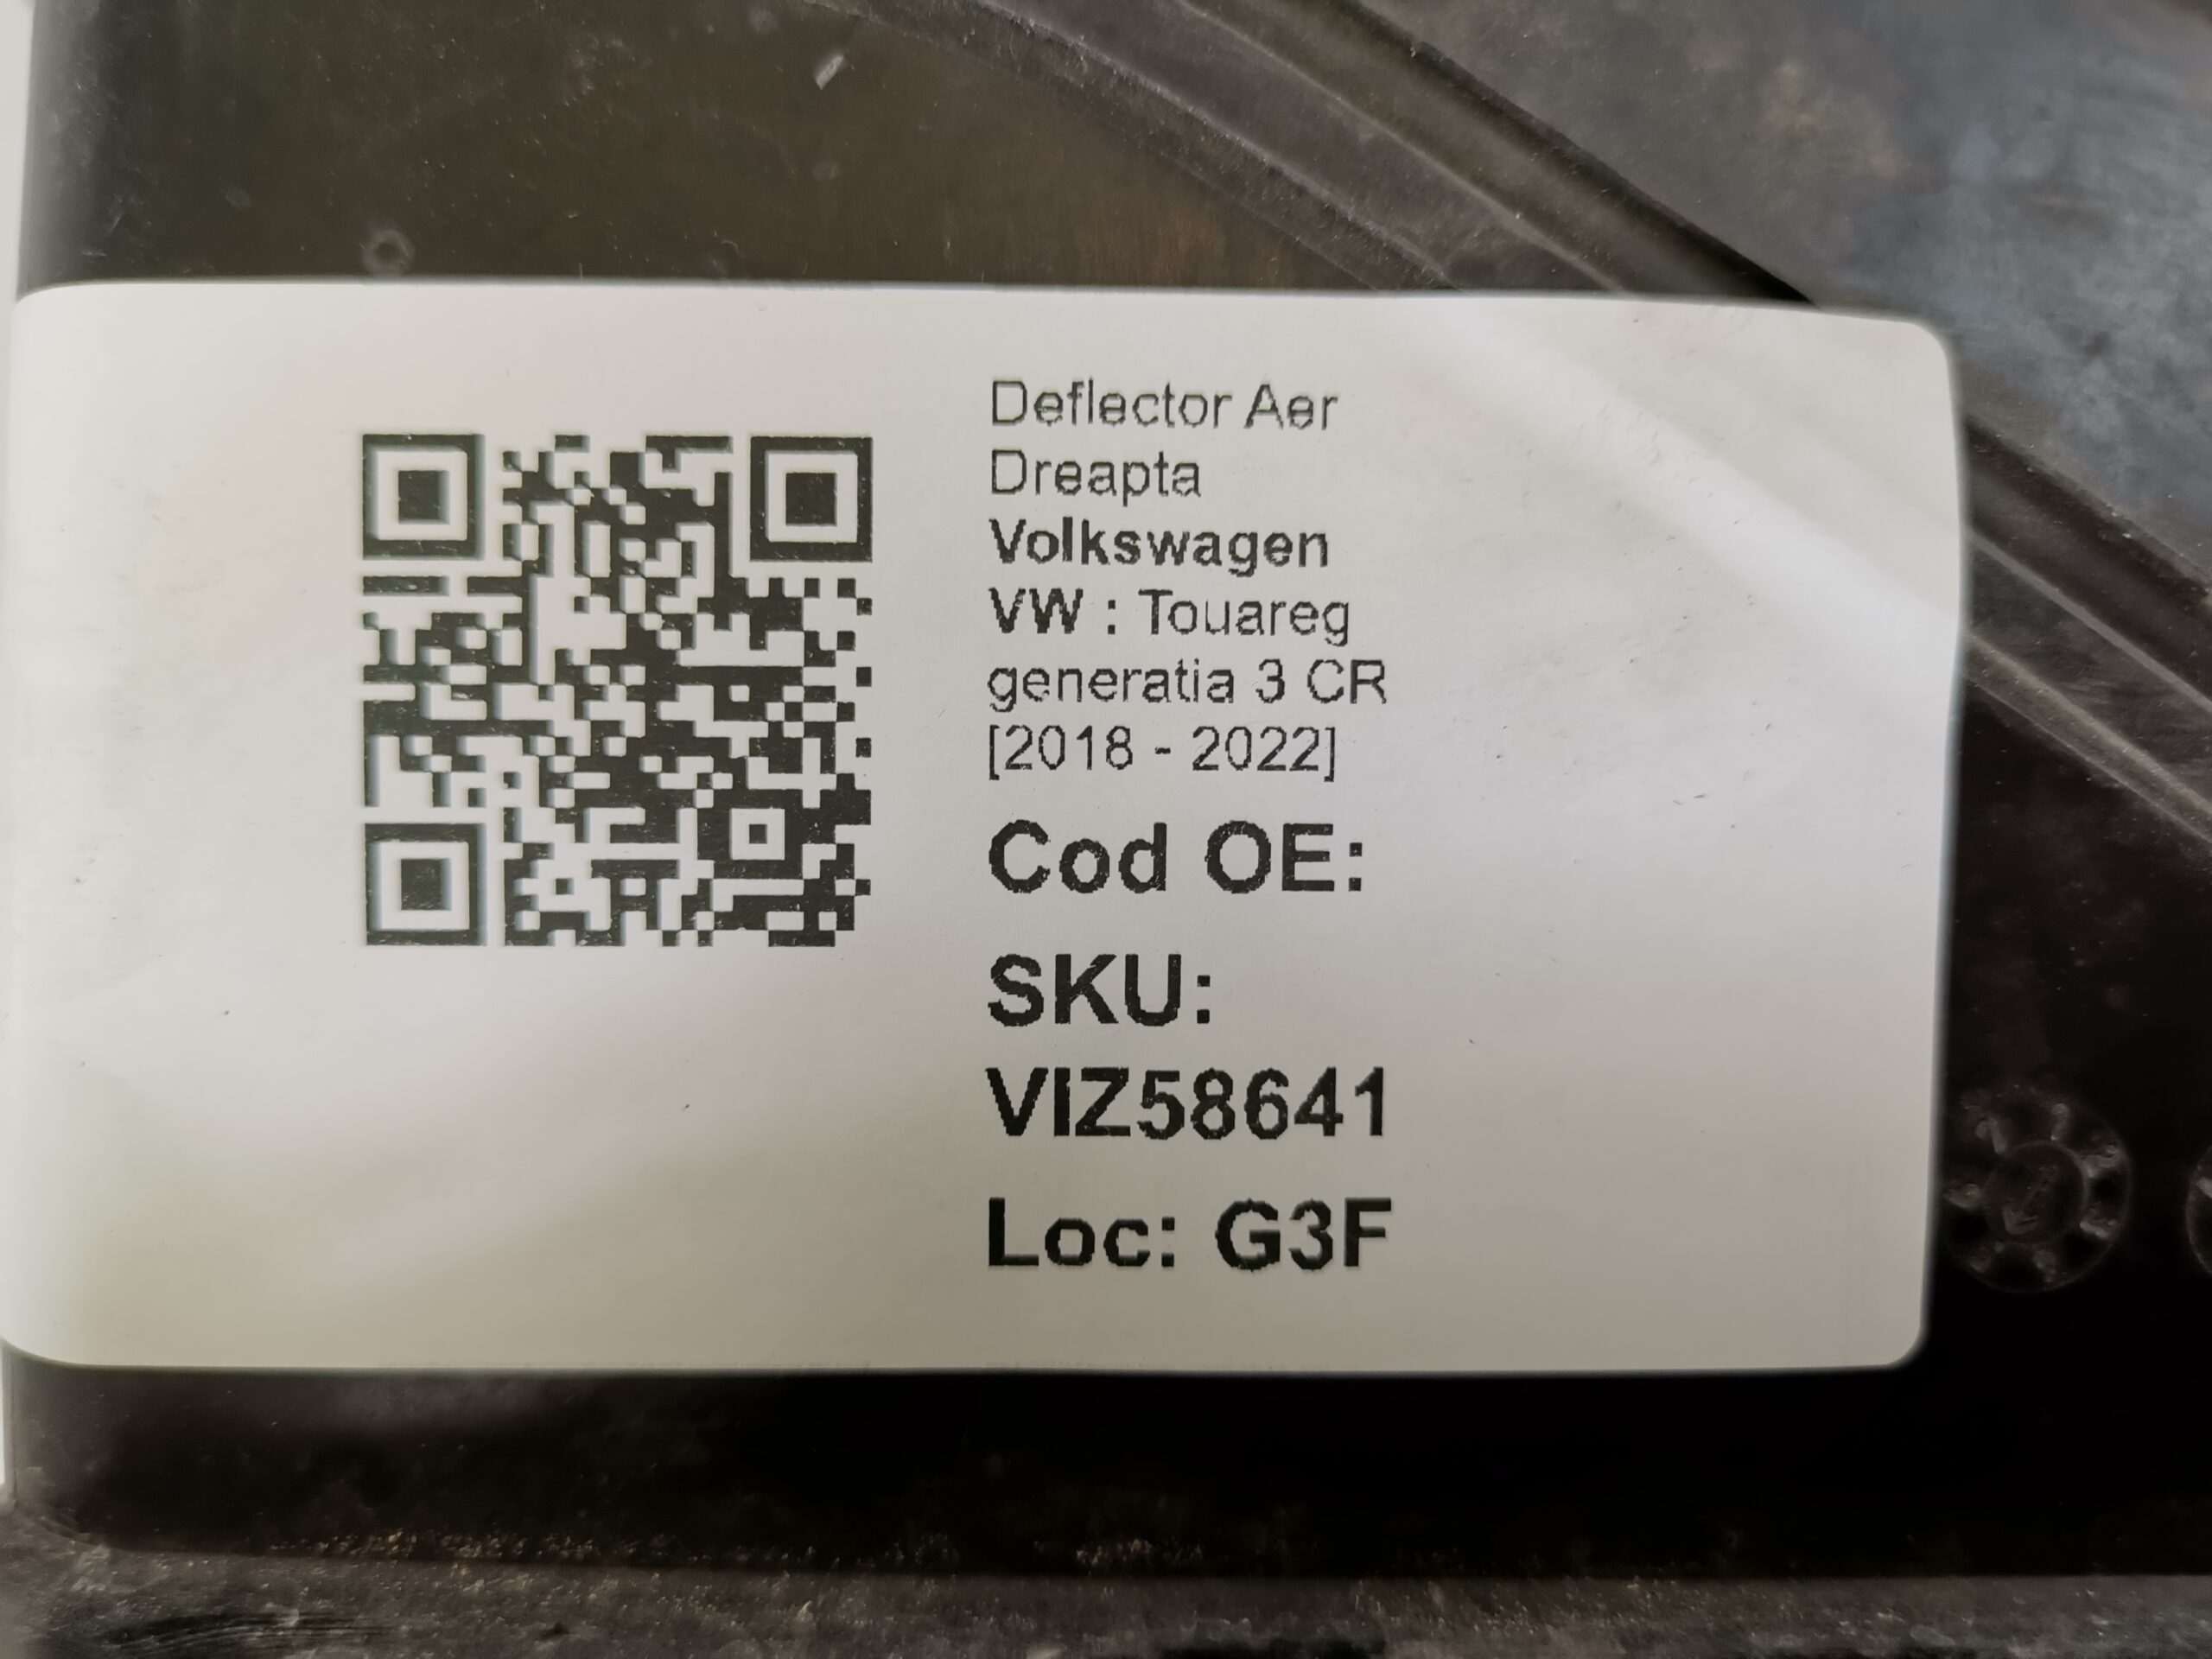 Deflector Aer
Dreapta
Volkswagen
VW : Touareg
generatia 3 CR
[2018 - 2022]
Cod OE:
SKU:
VIZ58641
Loc: G3F